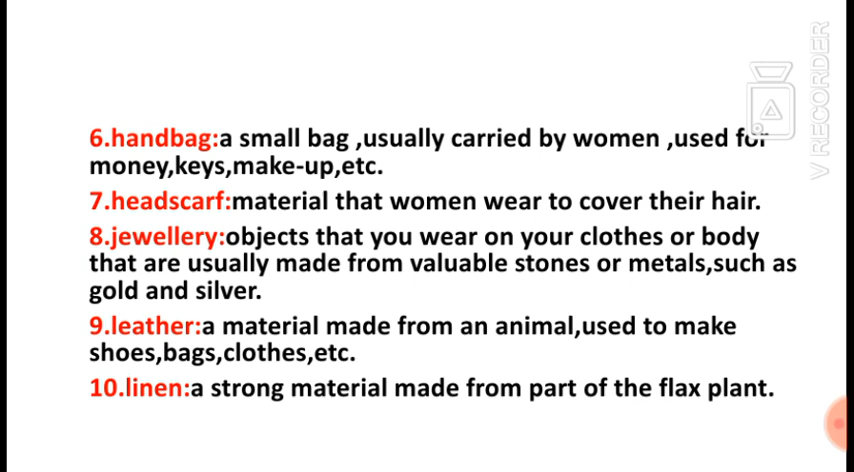 6.handbag:a small bag ,usually carried by women ,used for
money,keys,make-up,etc.
7.headscarf:material that women wear to cover their hair.
8.jewellery:objects that you wear on your clothes or body
that are usually made from valuable stones or metals,such as
gold and silver.
9.leather:a material made from an animal,used to make
shoes,bags,clothes,etc.
10.linen:a strong material made from part of the flax plant.
V RECORDER